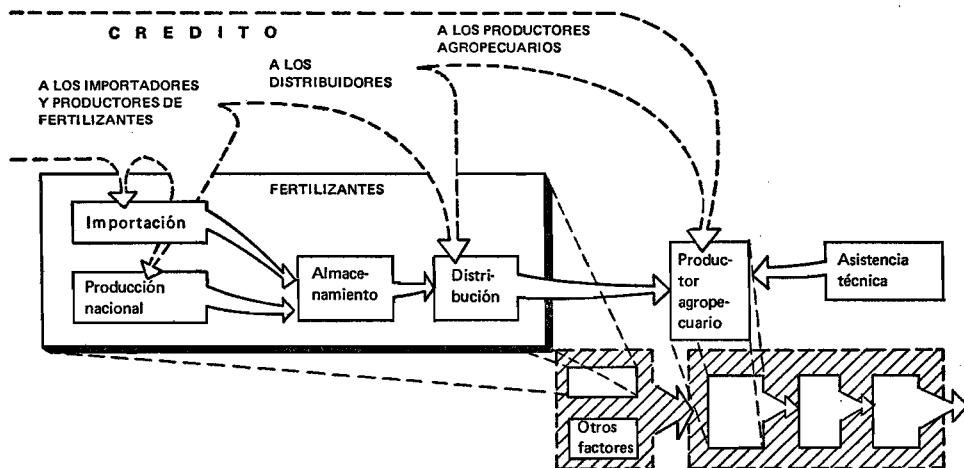 CREDITO
A LOS PRODUCTORES
AGROPECUARIOS
A LOS
DISTRIBUIDORES
A LOS IMPORTADORES
Y PRODUCTORES DE
FERTILIZANTES
FERTILIZANTES
Importación
Producción
nacional
Almace-
namiento
Distri-
bución
Produc-
tor
agrope-
cuario
Asistencia
técnica
Otros
factores